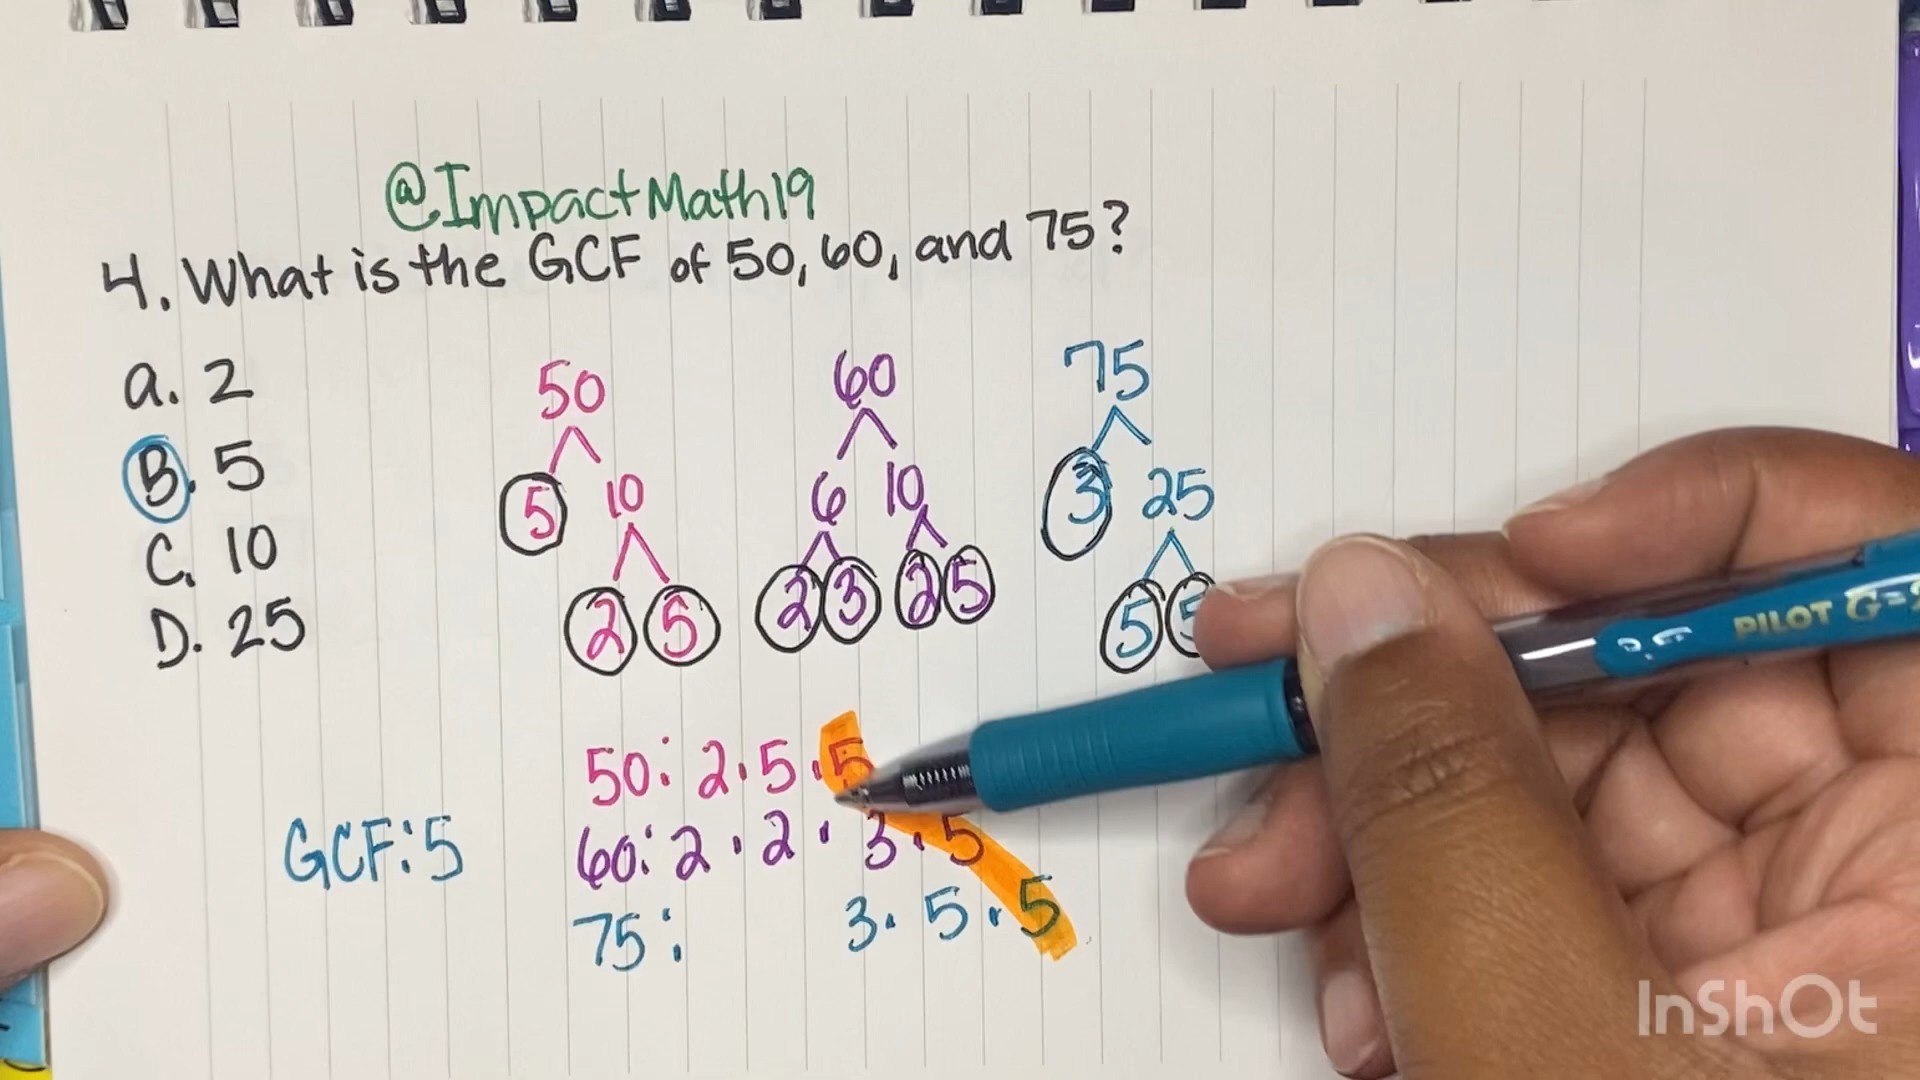 @ImpactMath19
4. What is the GCF of 50, 60, and 75?
a. 2
B. 5
C. 10
D. 25
50
5 10
2 5
60
6 10
2 3 2 5
75
3 25
5 5
50: 2·5·5
60: 2·2·3·5
75: 3·5·5
GCF: 5
PILOT
InShOt